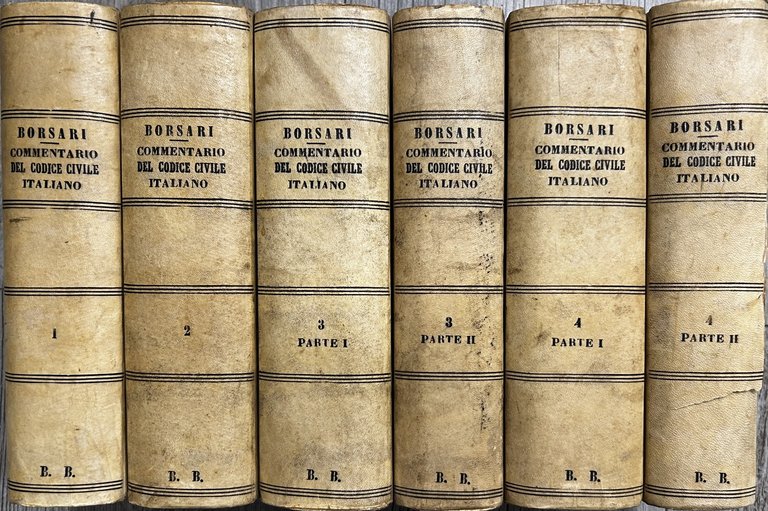 BORSARI
COMMENTARIO
DEL CODICE CIVILE
ITALIANO
1
B. B.
BORSARI
COMMENTARIO
DEL CODICE CIVILE
ITALIANO
2
B. B.
BORSARI
COMMENTARIO
DEL CODICE CIVILE
ITALIANO
3
PARTE I
B. B.
BORSARI
COMMENTARIO
DEL CODICE CIVILE
ITALIANO
3
PARTE II
B. B.
BORSARI
COMMENTARIO
DEL CODICE CIVILE
ITALIANO
4
PARTE I
B. B.
BORSARI
COMMENTARIO
DEL CODICE CIVILE
ITALIANO
4
PARTE II
B. B.